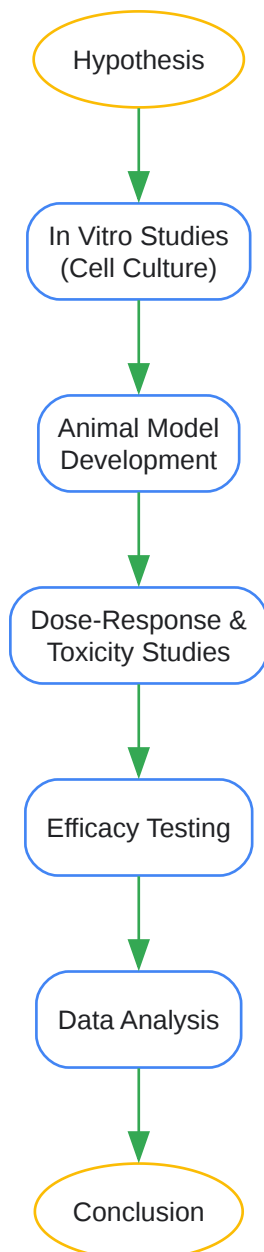 Hypothesis
In Vitro Studies
(Cell Culture)
Animal Model
Development
Dose-Response &
Toxicity Studies
Efficacy Testing
Data Analysis
Conclusion